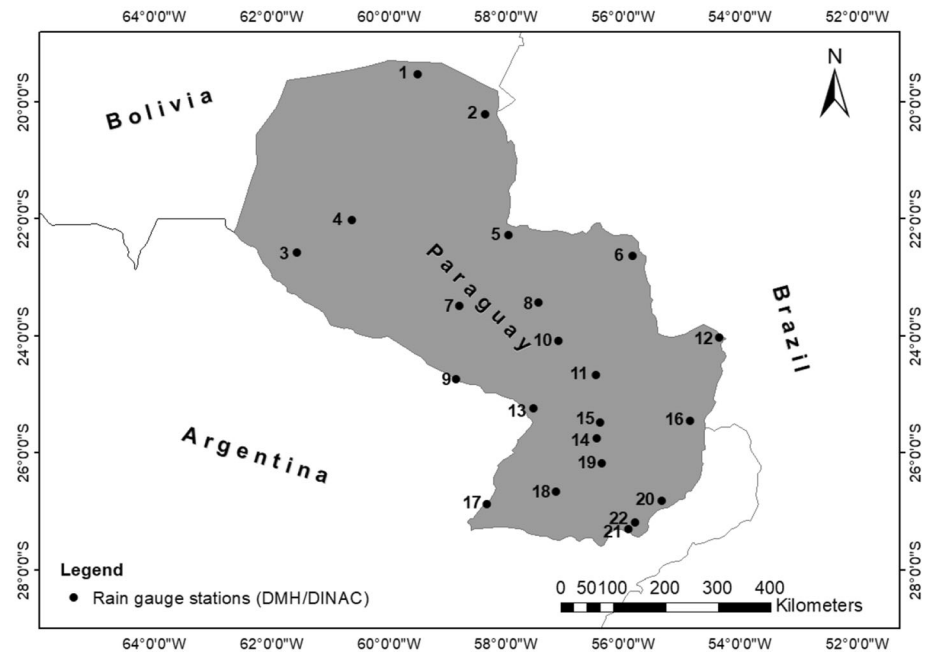 64°0'0"W 62°0'0"W 60°0'0"W 58°0'0"W 56°0'0"W 54°0'0"W 52°0'0"W
N
1
20°0'0"S 20°0'0"S
Bolivia
2
22°0'0"S 22°0'0"S
4
5
3
6
Paraguay
Brazil
7
8
24°0'0"S 24°0'0"S
10
12
11
9
13
15
16
14
Argentina
26°0'0"S 26°0'0"S
19
18
20
17
22
21
28°0'0"S 28°0'0"S
Legend
Rain gauge stations (DMH/DINAC)
0 50 100 200 300 400
Kilometers
64°0'0"W 62°0'0"W 60°0'0"W 58°0'0"W 56°0'0"W 54°0'0"W 52°0'0"W